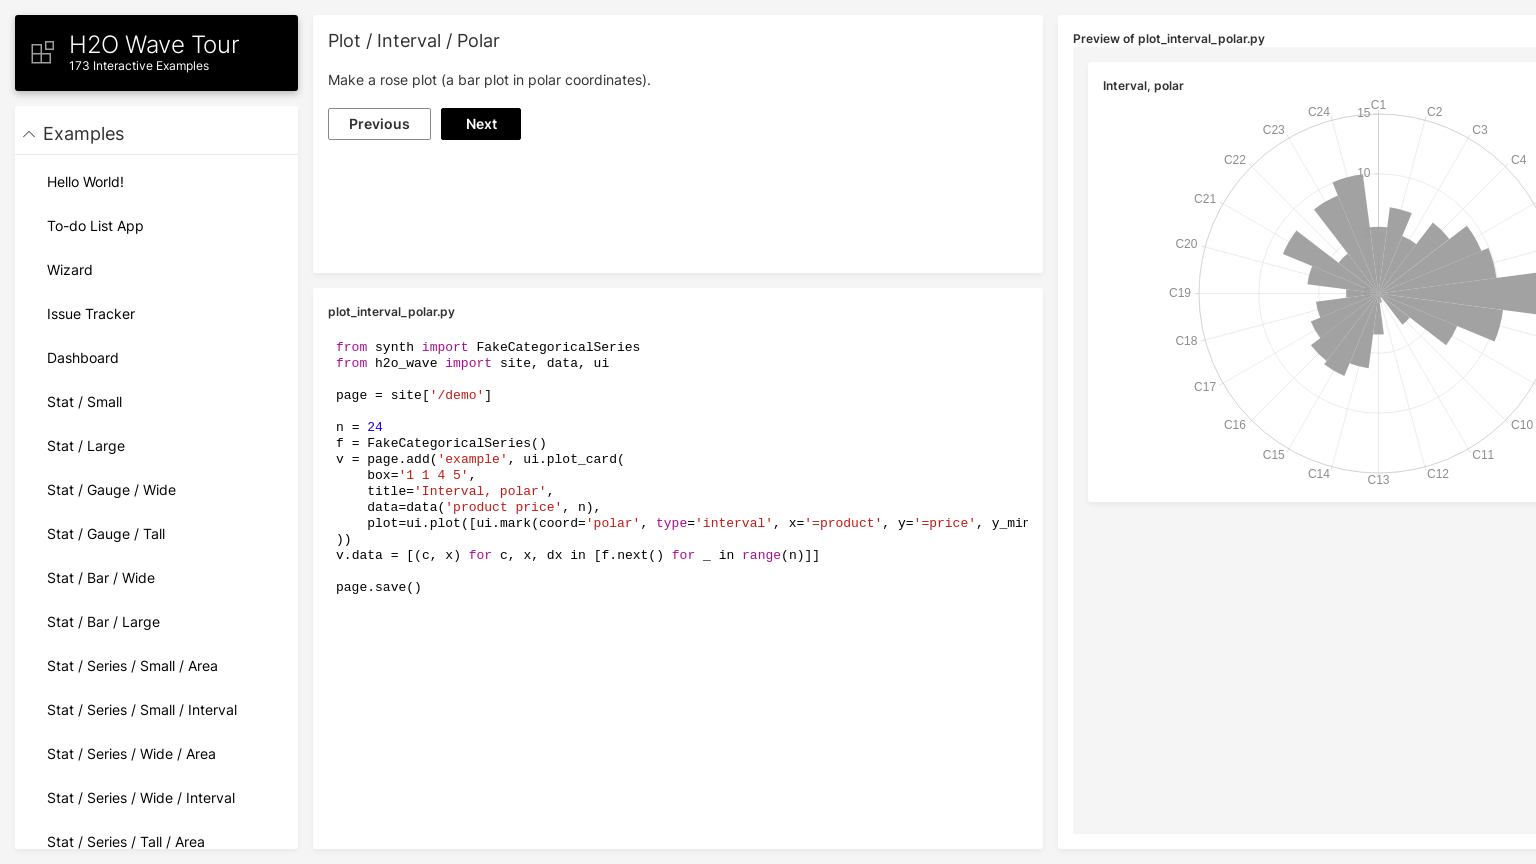 H2O Wave Tour
173 Interactive Examples
Examples
Hello World!
To-do List App
Wizard
Issue Tracker
Dashboard
Stat / Small
Stat / Large
Stat / Gauge / Wide
Stat / Gauge / Tall
Stat / Bar / Wide
Stat / Bar / Large
Stat / Series / Small / Area
Stat / Series / Small / Interval
Stat / Series / Wide / Area
Stat / Series / Wide / Interval
Stat / Series / Tall / Area
Plot / Interval / Polar
Make a rose plot (a bar plot in polar coordinates).
Previous Next
plot_interval_polar.py
from synth import FakeCategoricalSeries
from h2o_wave import site, data, ui
page = site['/demo']
n = 24
f = FakeCategoricalSeries()
v = page.add('example', ui.plot_card(
    box='1 1 4 5',
    title='Interval, polar',
    data=data('product price', n),
    plot=ui.plot([ui.mark(coord='polar', type='interval', x='=product', y='=price', y_min
))
v.data = [(c, x) for c, x, dx in [f.next() for _ in range(n)]]
page.save()
Preview of plot_interval_polar.py
Interval, polar
C1
15
C24 C2
C23 C3
C22 C4
10
C21
C20
C19
C18
C17
C16 C10
C15 C11
C14 C12
C13